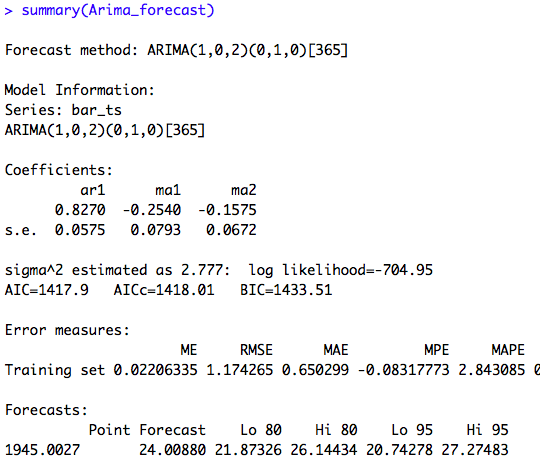 > summary(Arima_forecast)
Forecast method: ARIMA(1,0,2)(0,1,0)[365]
Model Information:
Series: bar_ts
ARIMA(1,0,2)(0,1,0)[365]
Coefficients:
ar1 ma1 ma2
0.8270 -0.2540 -0.1575
s.e. 0.0575 0.0793 0.0672
sigma^2 estimated as 2.777: log likelihood=-704.95
AIC=1417.9 AICc=1418.01 BIC=1433.51
Error measures:
ME RMSE MAE MPE MAPE
Training set 0.02206335 1.174265 0.650299 -0.08317773 2.843085
Forecasts:
Point Forecast Lo 80 Hi 80 Lo 95 Hi 95
1945.0027 24.00880 21.87326 26.14434 20.74278 27.27483